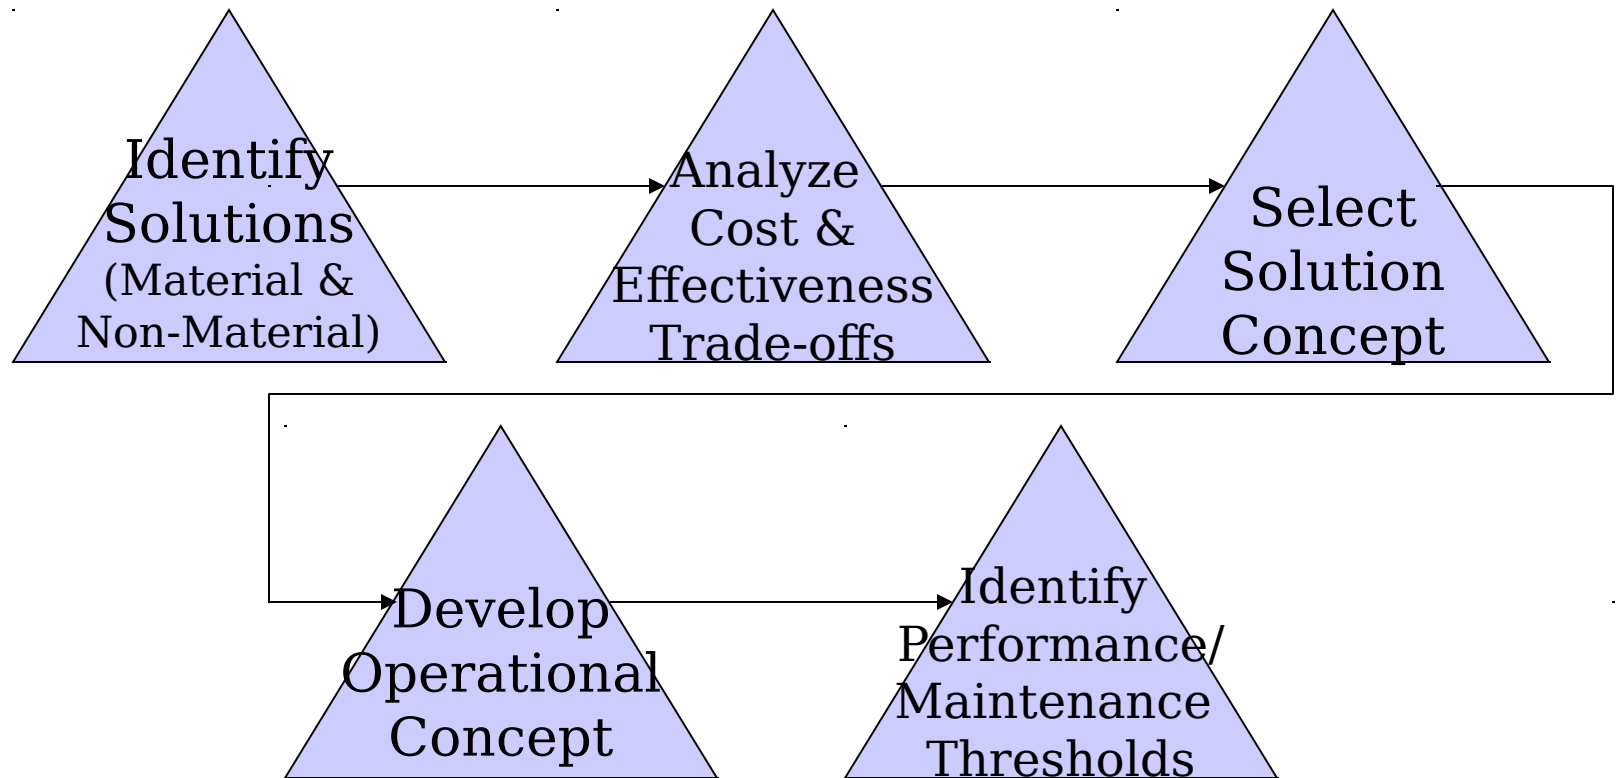 Identify
Solutions
(Material &
Non-Material)
Analyze
Cost &
Effectiveness
Trade-offs
Select
Solution
Concept
Develop
Operational
Concept
Identify
Performance/
Maintenance
Thresholds